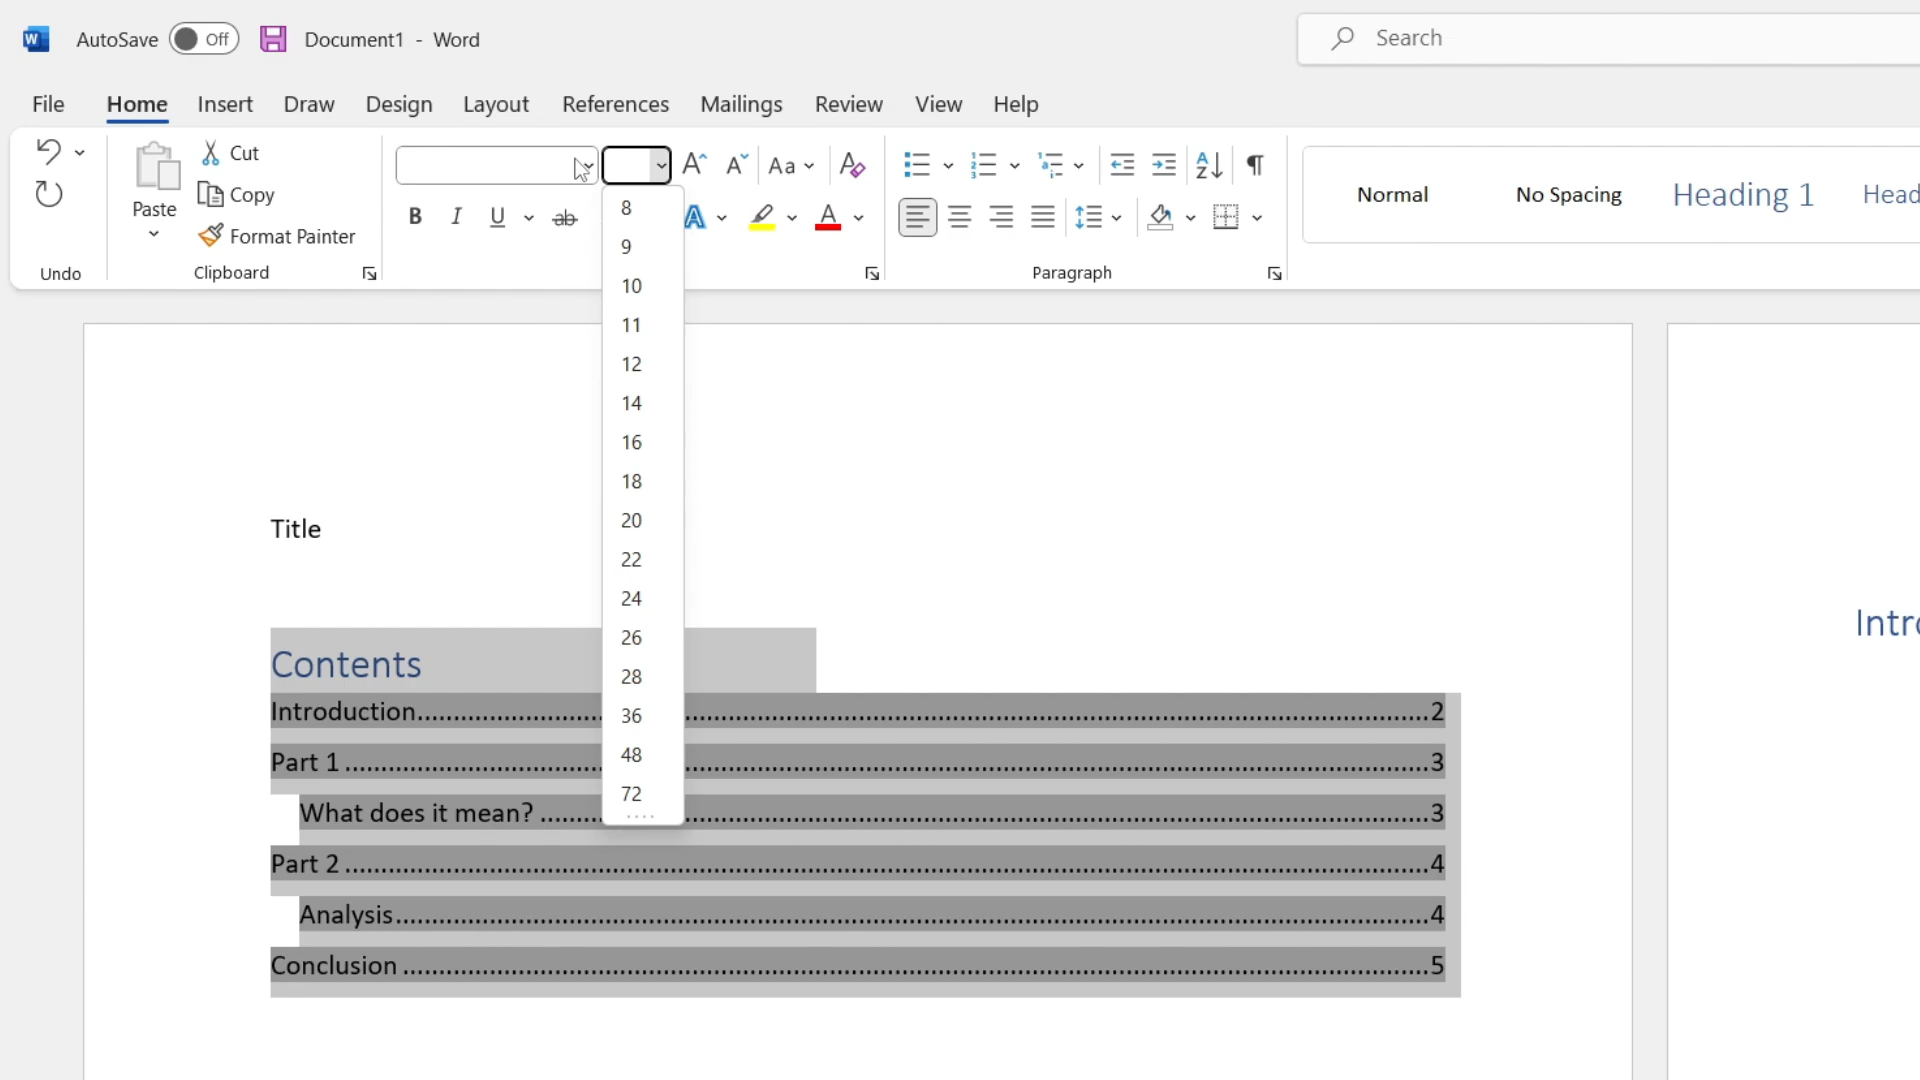 AutoSave Off Document1 - Word Search
File Home Insert Draw Design Layout References Mailings Review View Help
Paste
Cut
Copy
Format Painter
Undo Clipboard Paragraph
Normal No Spacing Heading 1 Head
8
9
10
11
12
14
16
18
20
22
24
26
28
36
48
72
Title
Contents
Introduction 2
Part 1 3
What does it mean? 3
Part 2 4
Analysis 4
Conclusion 5
Intro